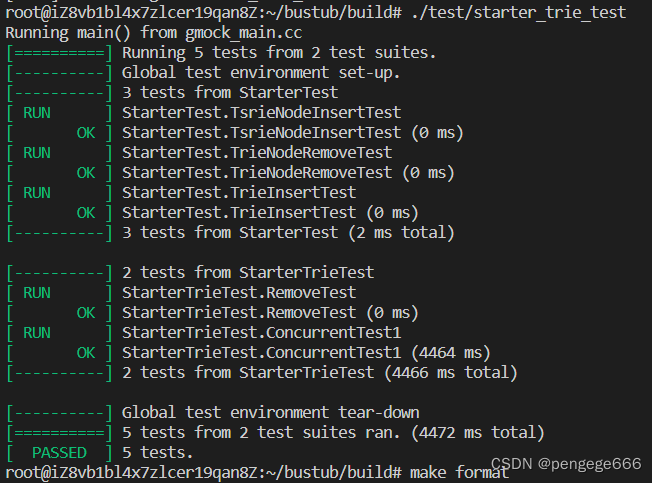 root@iZ8vb1bl4x7zlcer19qan8Z:~/bustub/build# ./test/starter_trie_test
Running main() from gmock_main.cc
[==========] Running 5 tests from 2 test suites.
[----------] Global test environment set-up.
[----------] 3 tests from StarterTest
[ RUN      ] StarterTest.TsrieNodeInsertTest
[       OK ] StarterTest.TsrieNodeInsertTest (0 ms)
[ RUN      ] StarterTest.TrieNodeRemoveTest
[       OK ] StarterTest.TrieNodeRemoveTest (0 ms)
[ RUN      ] StarterTest.TrieInsertTest
[       OK ] StarterTest.TrieInsertTest (0 ms)
[----------] 3 tests from StarterTest (2 ms total)

[----------] 2 tests from StarterTrieTest
[ RUN      ] StarterTrieTest.RemoveTest
[       OK ] StarterTrieTest.RemoveTest (0 ms)
[ RUN      ] StarterTrieTest.ConcurrentTest1
[       OK ] StarterTrieTest.ConcurrentTest1 (4464 ms)
[----------] 2 tests from StarterTrieTest (4466 ms total)

[----------] Global test environment tear-down
[==========] 5 tests from 2 test suites ran. (4472 ms total)
[  PASSED  ] 5 tests.
root@iZ8vb1bl4x7zlcer19qan8Z:~/bustub/build# make format
CSDN @pengege666